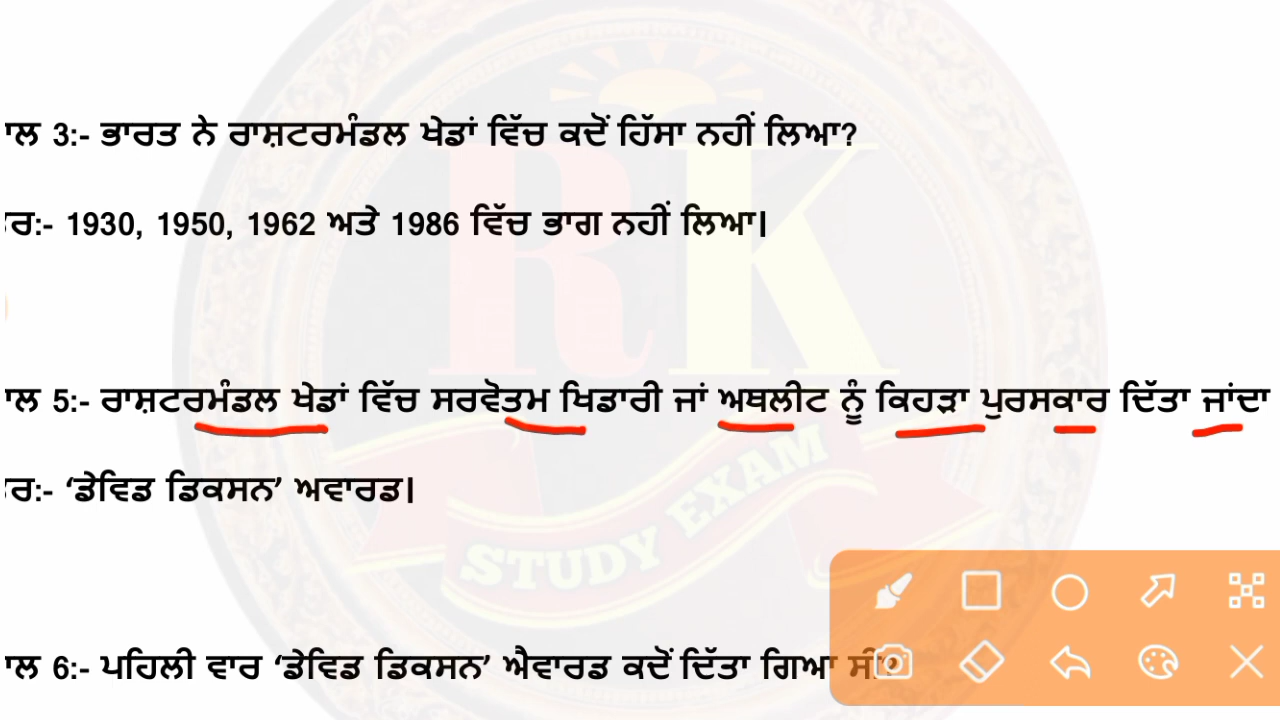 ਾਲ 3:- ਭਾਰਤ ਨੇ ਰਾਸ਼ਟਰਮੰਡਲ ਖੇਡਾਂ ਵਿੱਚ ਕਦੋਂ ਹਿੱਸਾ ਨਹੀਂ ਲਿਆ?
ਰ:- 1930, 1950, 1962 ਅਤੇ 1986 ਵਿੱਚ ਭਾਗ ਨਹੀਂ ਲਿਆ।
ਾਲ 5:- ਰਾਸ਼ਟਰਮੰਡਲ ਖੇਡਾਂ ਵਿੱਚ ਸਰਵੋਤਮ ਖਿਡਾਰੀ ਜਾਂ ਅਥਲੀਟ ਨੂੰ ਕਿਹੜਾ ਪੁਰਸਕਾਰ ਦਿੱਤਾ ਜਾਂਦਾ
ਰ:- ‘ਡੇਵਿਡ ਡਿਕਸਨ’ ਅਵਾਰਡ।
RK
STUDY EXAM
ਾਲ 6:- ਪਹਿਲੀ ਵਾਰ ‘ਡੇਵਿਡ ਡਿਕਸਨ’ ਐਵਾਰਡ ਕਦੋਂ ਦਿੱਤਾ ਗਿਆ ਸੀ?